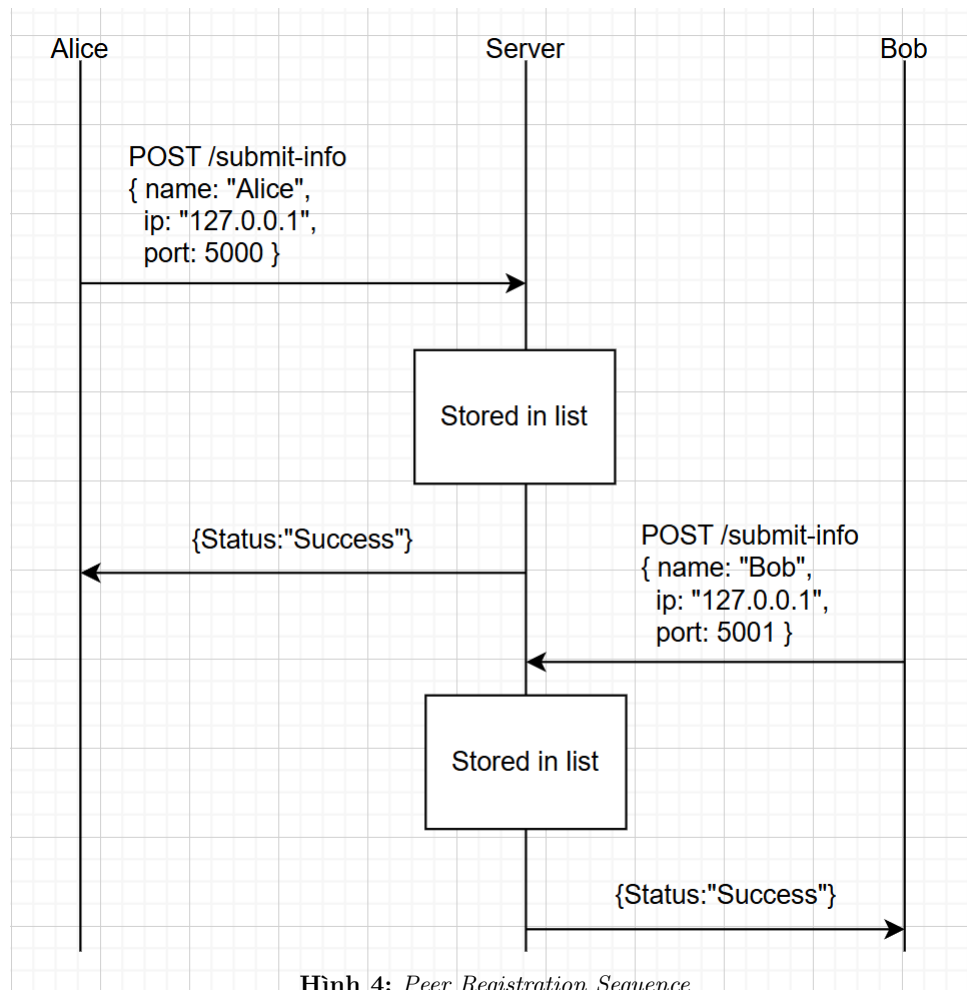 Alice
Server
Bob
POST /submit-info
{ name: "Alice",
ip: "127.0.0.1",
port: 5000 }
Stored in list
{Status:"Success"}
POST /submit-info
{ name: "Bob",
ip: "127.0.0.1",
port: 5001 }
Stored in list
{Status:"Success"}
Hình 4: Peer Registration Sequence